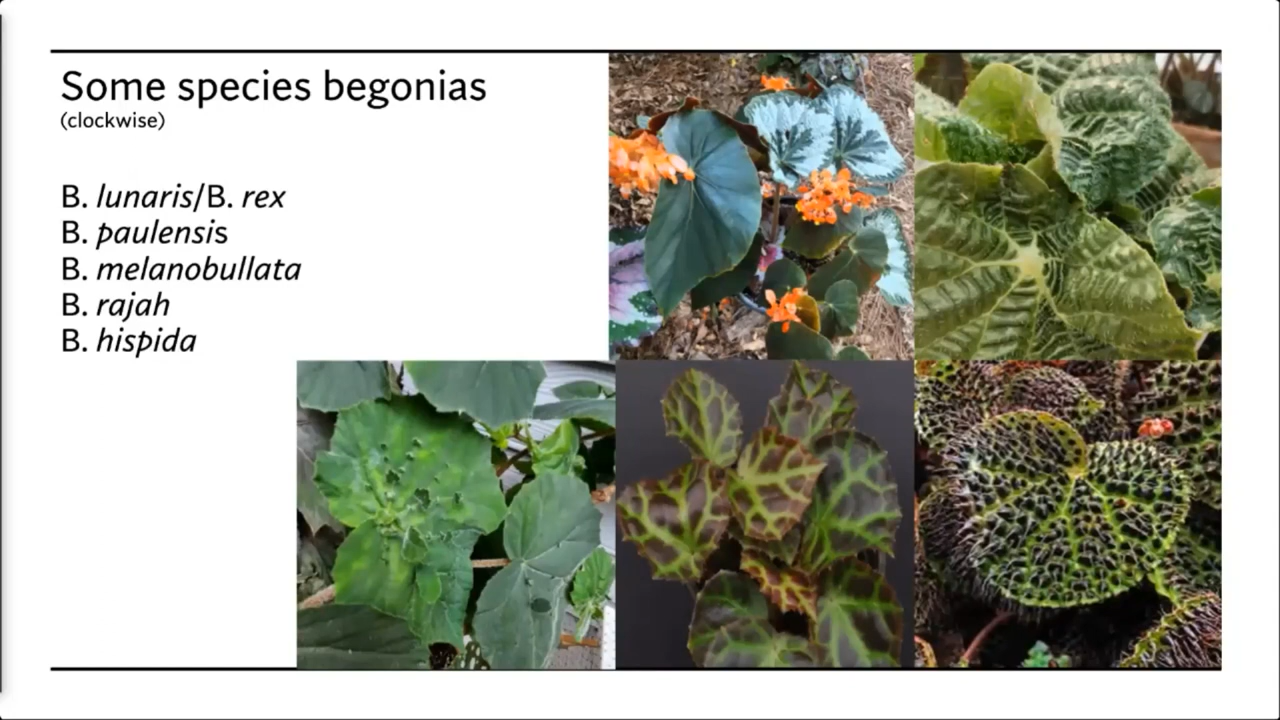 Some species begonias
(clockwise)
B. lunaris/B. rex
B. paulensis
B. melanobullata
B. rajah
B. hispida